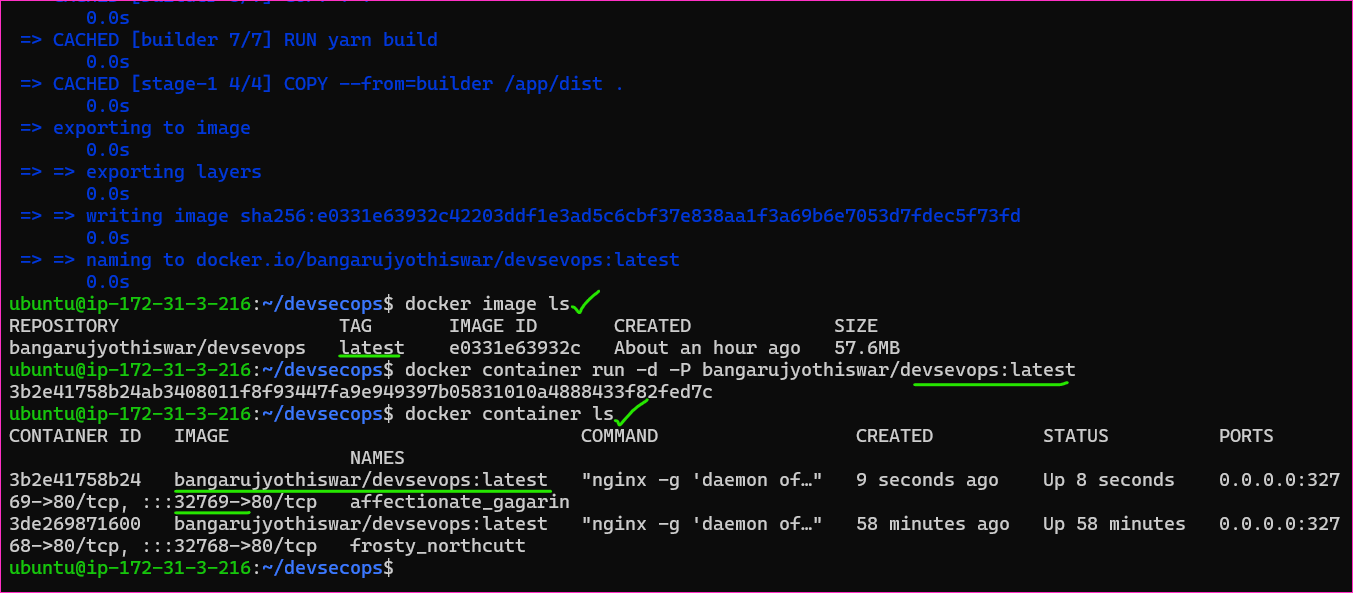 0.0s
=> CACHED [builder 7/7] RUN yarn build
0.0s
=> CACHED [stage-1 4/4] COPY --from=builder /app/dist .
0.0s
=> exporting to image
0.0s
=> => exporting layers
0.0s
=> => writing image sha256:e0331e63932c42203ddf1e3ad5c6cbf37e838aa1f3a69b6e7053d7fdec5f73fd
0.0s
=> => naming to docker.io/bangarujyothiswar/devsevops:latest
0.0s
ubuntu@ip-172-31-3-216:~/devsecops$ docker image ls
REPOSITORY TAG IMAGE ID CREATED SIZE
bangarujyothiswar/devsevops latest e0331e63932c About an hour ago 57.6MB
ubuntu@ip-172-31-3-216:~/devsecops$ docker container run -d -P bangarujyothiswar/devsevops:latest
3b2e41758b24ab3408011f8f93447fa9e949397b05831010a4888433f82fed7c
ubuntu@ip-172-31-3-216:~/devsecops$ docker container ls
CONTAINER ID IMAGE COMMAND CREATED STATUS PORTS
NAMES
3b2e41758b24 bangarujyothiswar/devsevops:latest "nginx -g 'daemon of…" 9 seconds ago Up 8 seconds 0.0.0.0:327
69->80/tcp, :::32769->80/tcp affectionate_gagarin
3de269871600 bangarujyothiswar/devsevops:latest "nginx -g 'daemon of…" 58 minutes ago Up 58 minutes 0.0.0.0:327
68->80/tcp, :::32768->80/tcp frosty_northcutt
ubuntu@ip-172-31-3-216:~/devsecops$